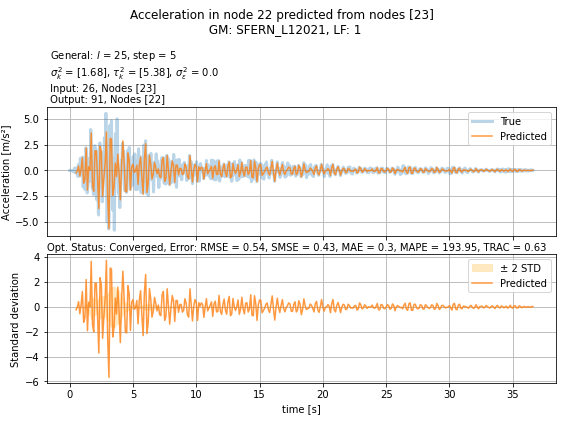 Acceleration in node 22 predicted from nodes [23]
GM: SFERN_L12021, LF: 1
General: l = 25, step = 5
σ²ₖ = [1.68], τ²ₖ = [5.38], σ²ε = 0.0
Input: 26, Nodes [23]
Output: 91, Nodes [22]
Acceleration [m/s²]
5.0
2.5
0.0
−2.5
−5.0
True
Predicted
Opt. Status: Converged, Error: RMSE = 0.54, SMSE = 0.43, MAE = 0.3, MAPE = 193.95, TRAC = 0.63
Standard deviation
4
2
0
−2
−4
−6
± 2 STD
Predicted
0 5 10 15 20 25 30 35
time [s]